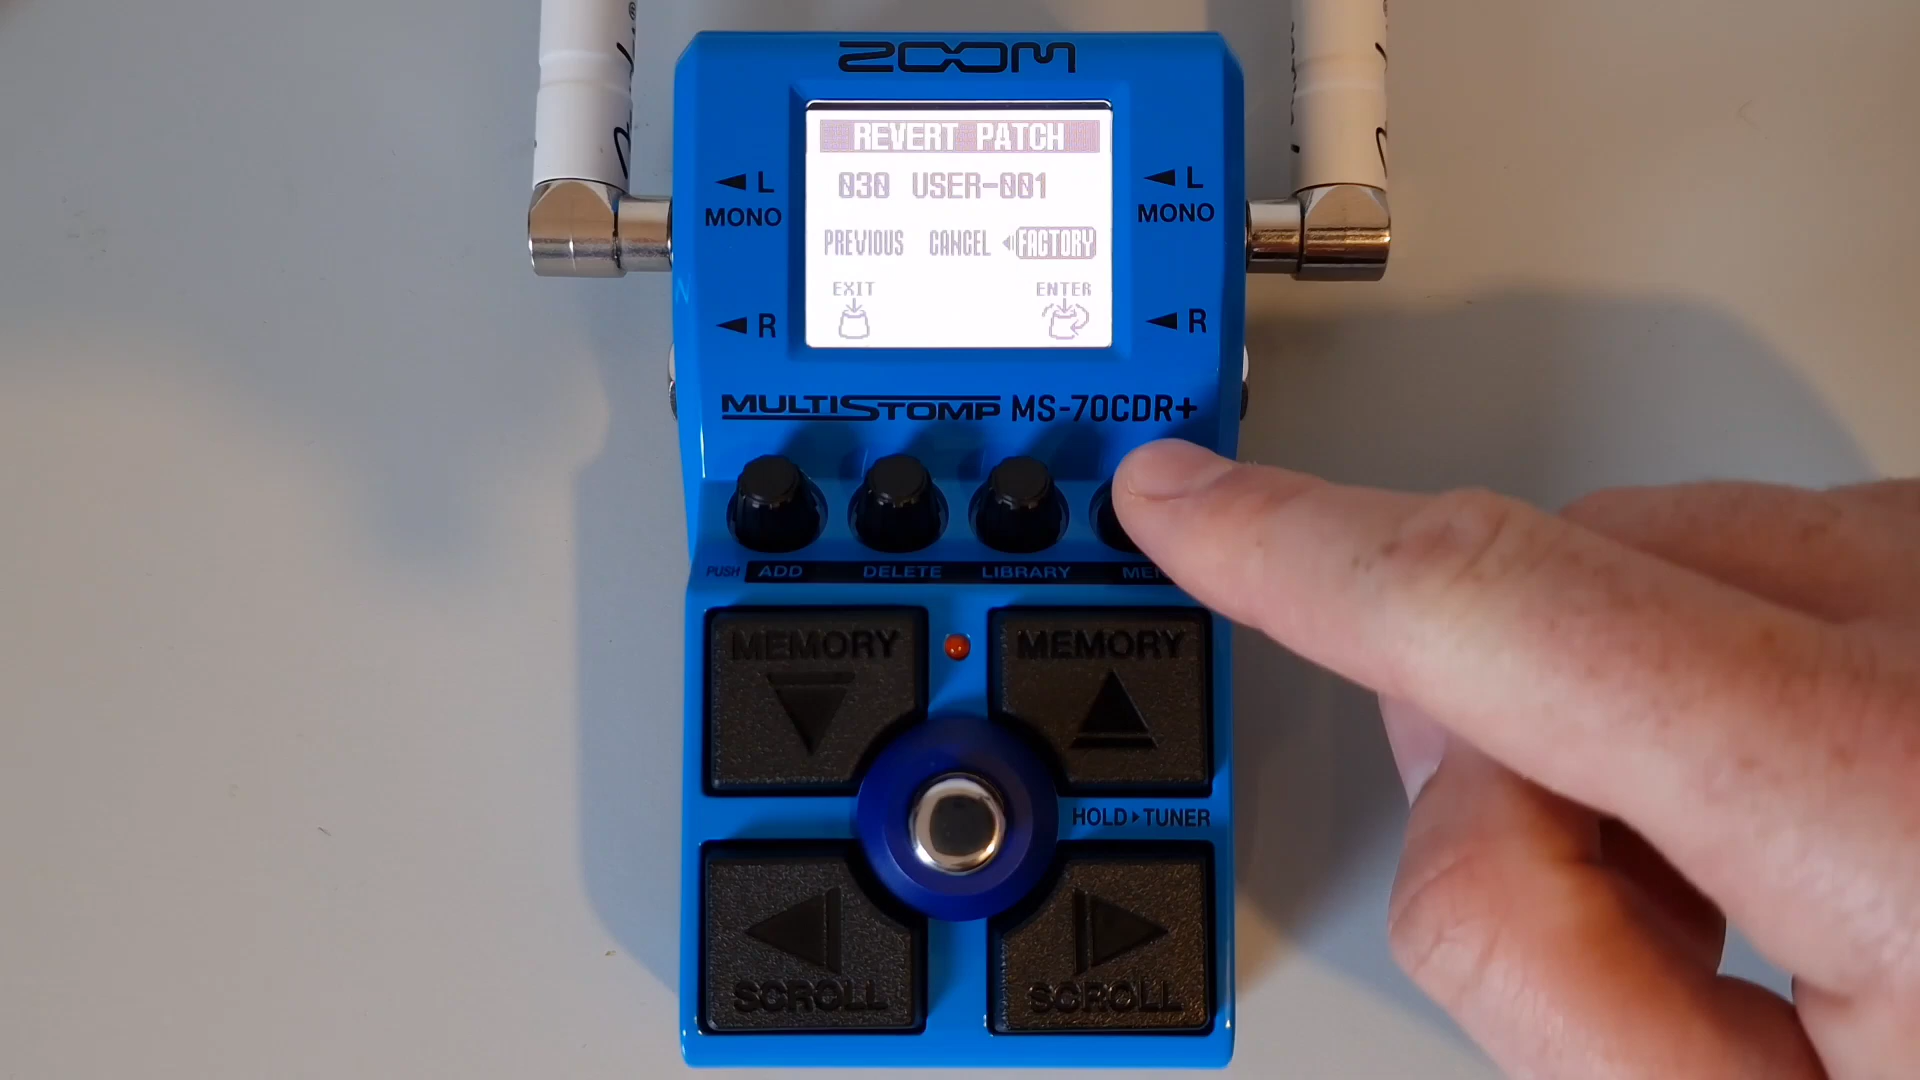 ZOOM
REVERT PATCH
030 USER-001
PREVIOUS CANCEL FACTORY
EXIT ENTER
L
MONO
R
L
MONO
R
MULTISTOMP MS-70CDR+
PUSH ADD DELETE LIBRARY
MEMORY MEMORY
HOLD▸TUNER
SCROLL SCROLL